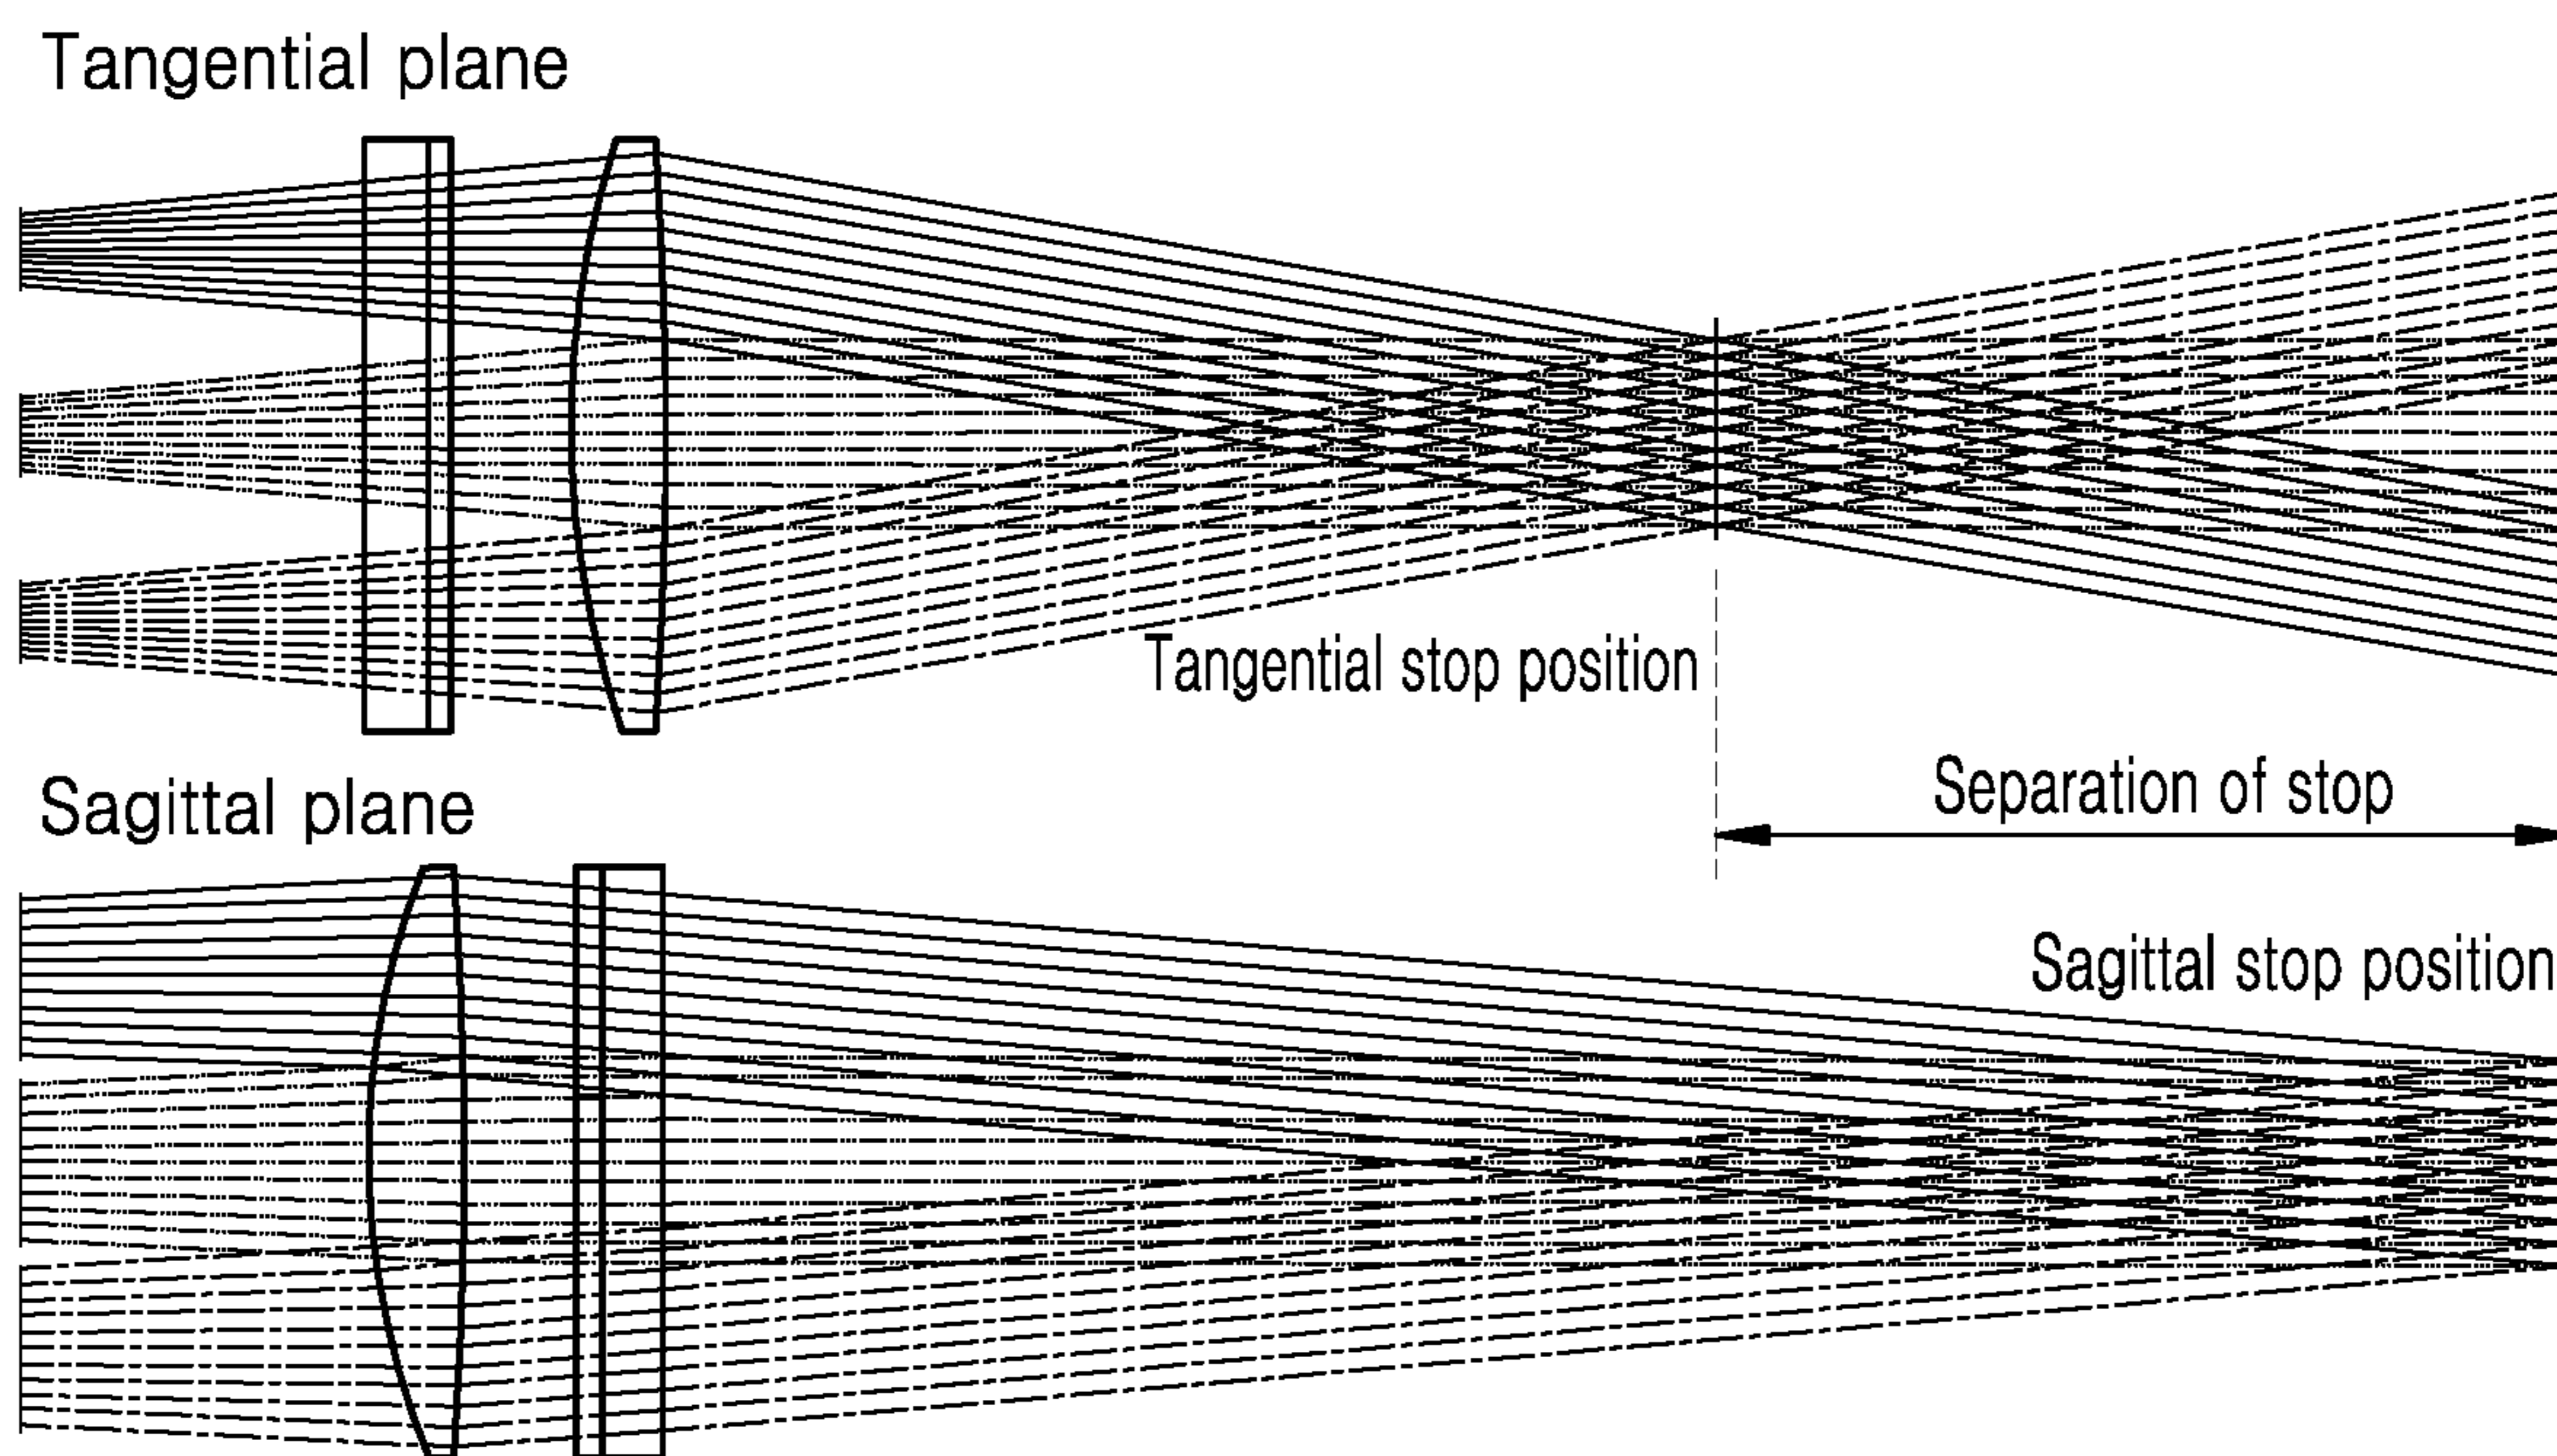 Tangential plane
Tangential stop position
Separation of stop
Sagittal plane
Sagittal stop position